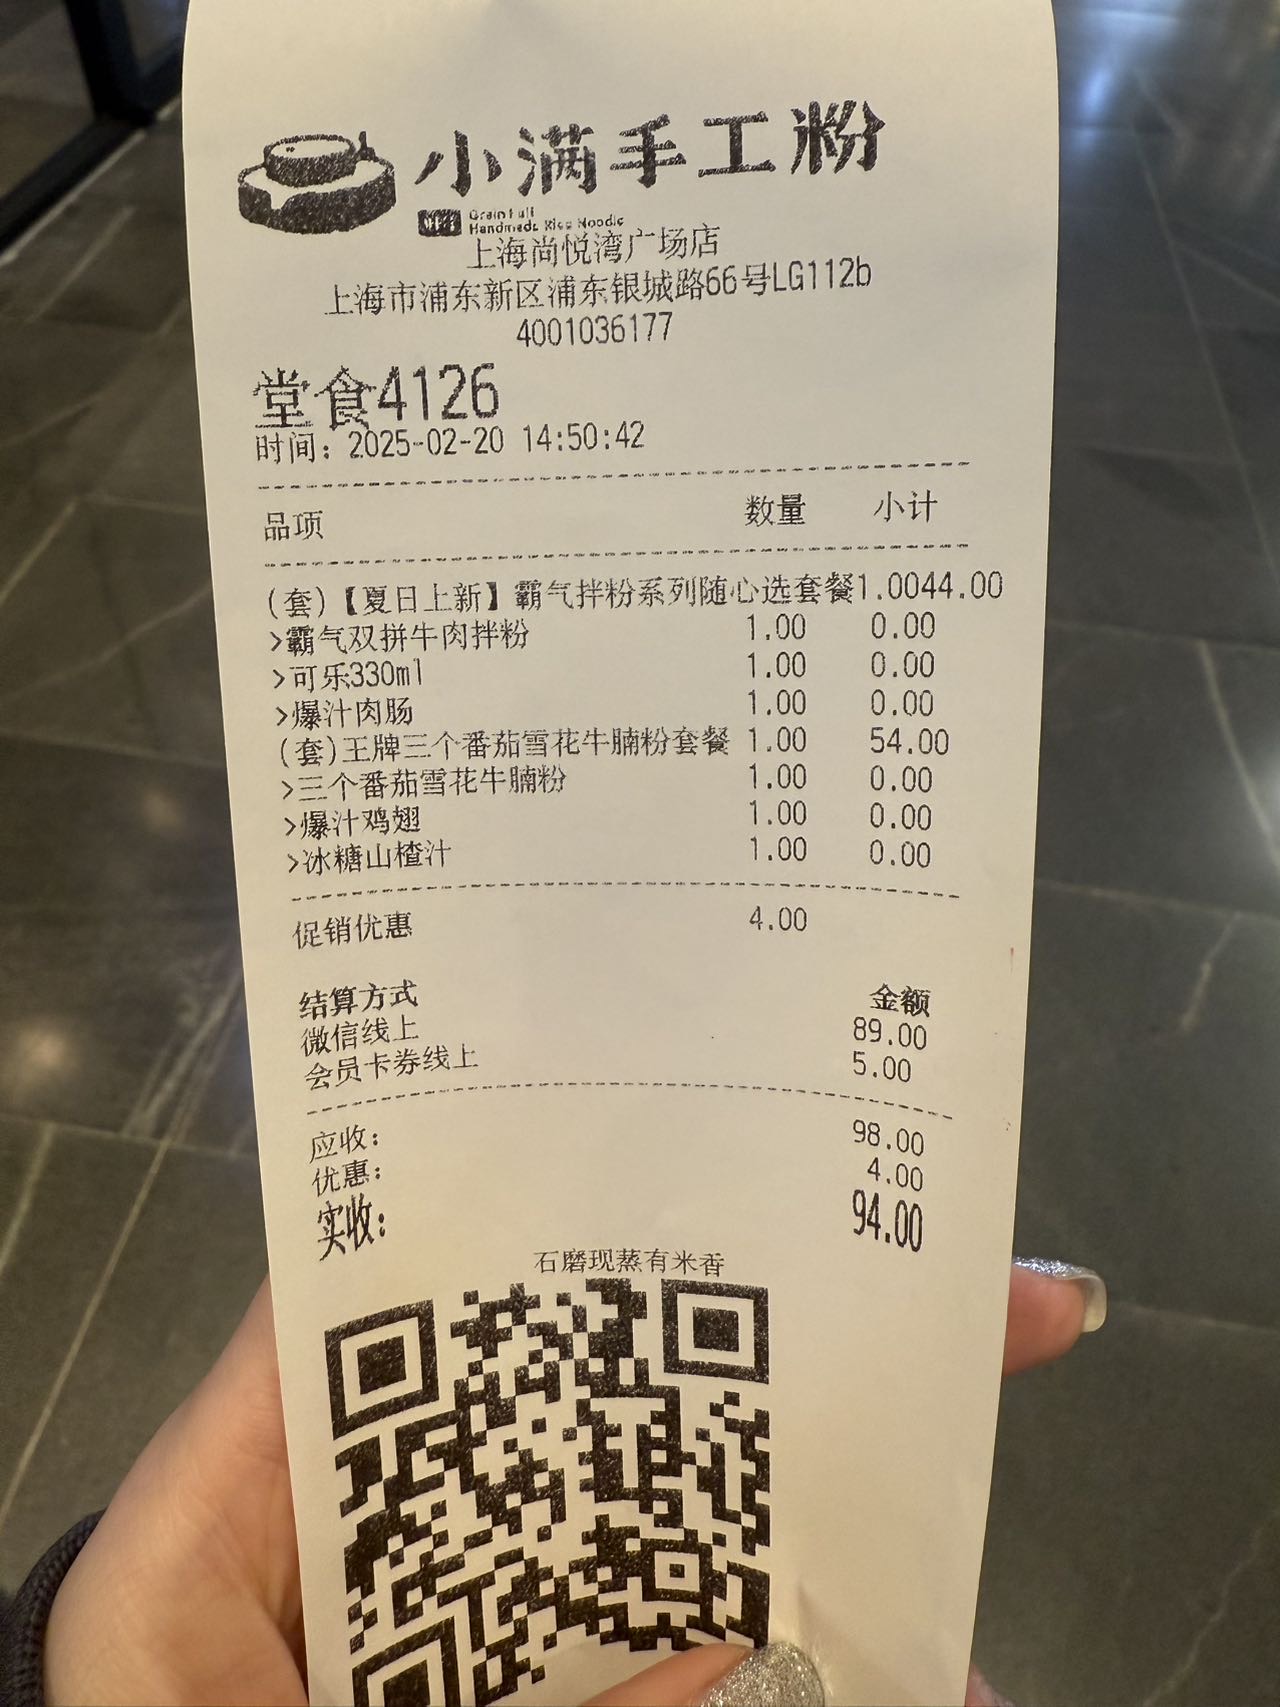 小满手工粉
Grain Full
Handmade Rice Noodle
上海尚悦湾广场店
上海市浦东新区浦东银城路66号LG112b
4001036177
堂食4126
时间：2025-02-20 14:50:42
品项 数量 小计
(套)【夏日上新】霸气拌粉系列随心选套餐1.0044.00
>霸气双拼牛肉拌粉 1.00 0.00
>可乐330ml 1.00 0.00
>爆汁肉肠 1.00 0.00
(套)王牌三个番茄雪花牛腩粉套餐 1.00 54.00
>三个番茄雪花牛腩粉 1.00 0.00
>爆汁鸡翅 1.00 0.00
>冰糖山楂汁 1.00 0.00
促销优惠 4.00
结算方式 金额
微信线上 89.00
会员卡券线上 5.00
应收: 98.00
优惠: 4.00
实收: 94.00
石磨现蒸有米香